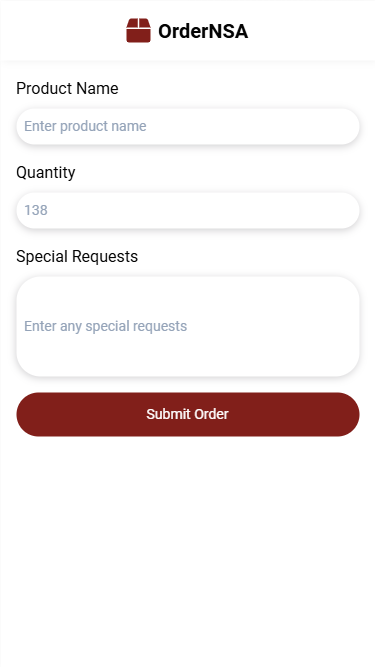 OrderNSA
Product Name
Enter product name
Quantity
138
Special Requests
Enter any special requests
Submit Order